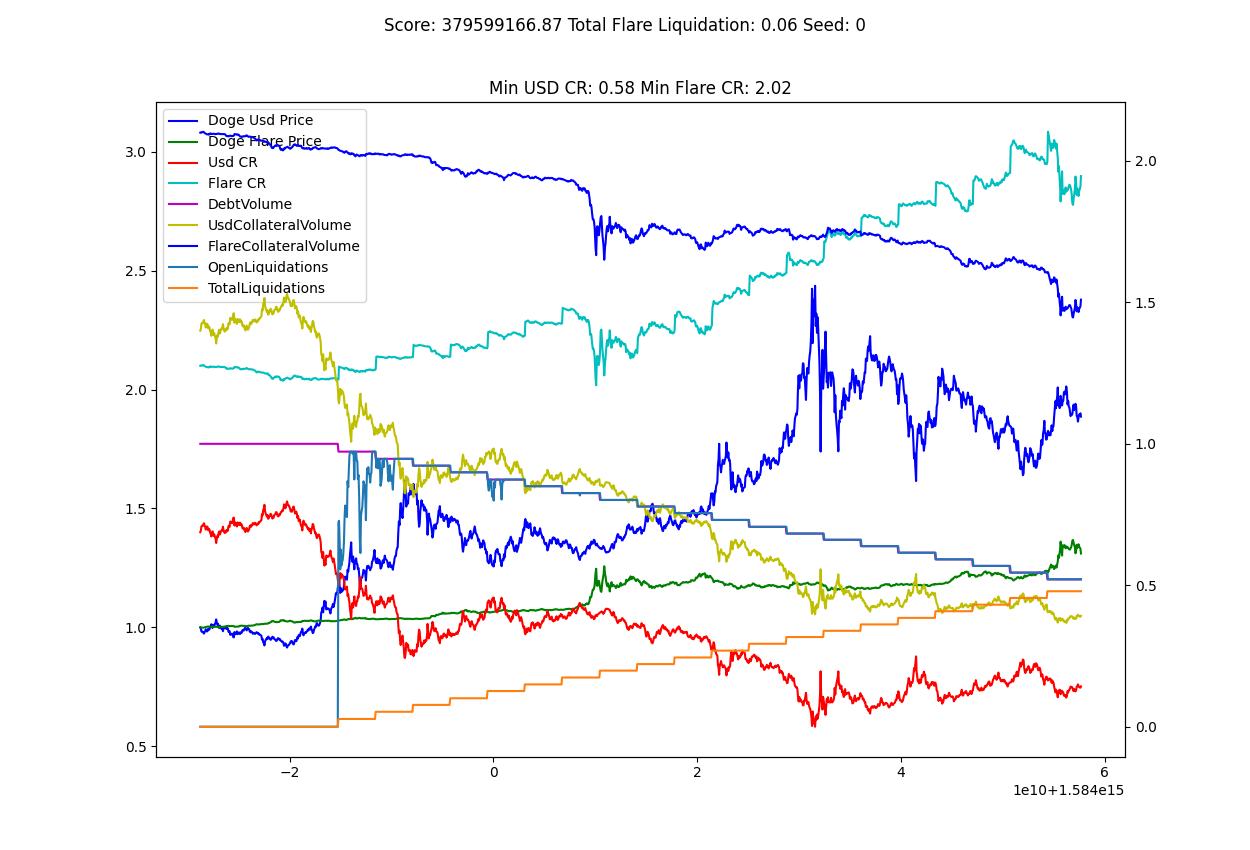 Score: 379599166.87 Total Flare Liquidation: 0.06 Seed: 0
Min USD CR: 0.58 Min Flare CR: 2.02
Doge Usd Price
Doge Flare Price
Usd CR
Flare CR
DebtVolume
UsdCollateralVolume
FlareCollateralVolume
OpenLiquidations
TotalLiquidations
3.0
2.5
2.0
1.5
1.0
0.5
2.0
1.5
1.0
0.5
0.0
−2
0
2
4
6
1e10+1.584e15